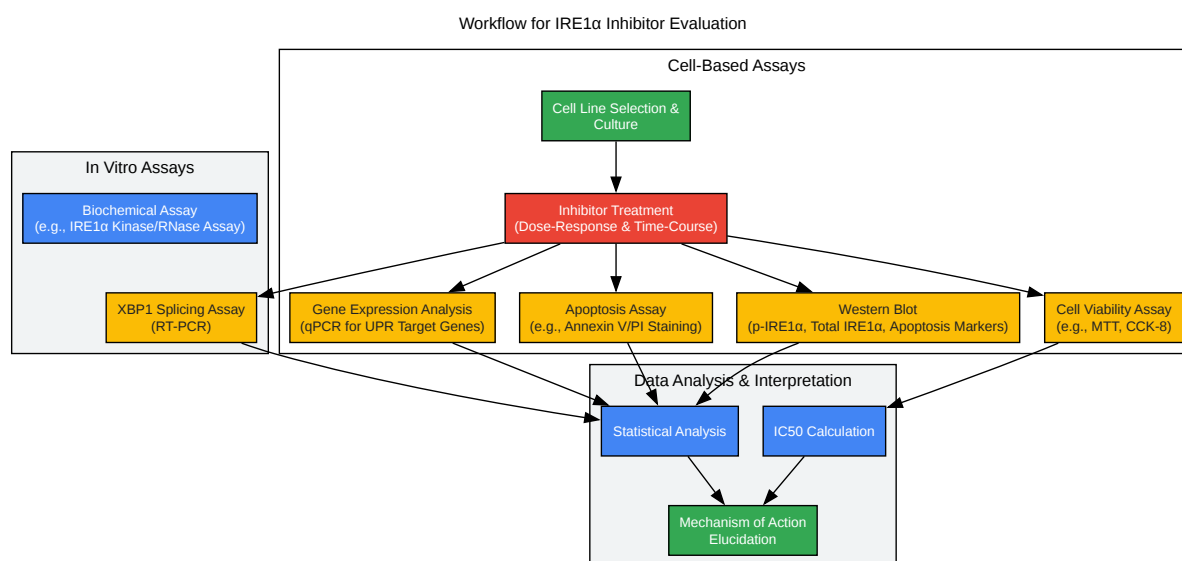 Workflow for IRE1α Inhibitor Evaluation
Cell-Based Assays
Cell Line Selection &
Culture
In Vitro Assays
Biochemical Assay
(e.g., IRE1α Kinase/RNase Assay)
Inhibitor Treatment
(Dose-Response & Time-Course)
XBP1 Splicing Assay
(RT-PCR)
Gene Expression Analysis
(qPCR for UPR Target Genes)
Apoptosis Assay
(e.g., Annexin V/PI Staining)
Western Blot
(p-IRE1α, Total IRE1α, Apoptosis Markers)
Cell Viability Assay
(e.g., MTT, CCK-8)
Data Analysis & Interpretation
Statistical Analysis
IC50 Calculation
Mechanism of Action
Elucidation